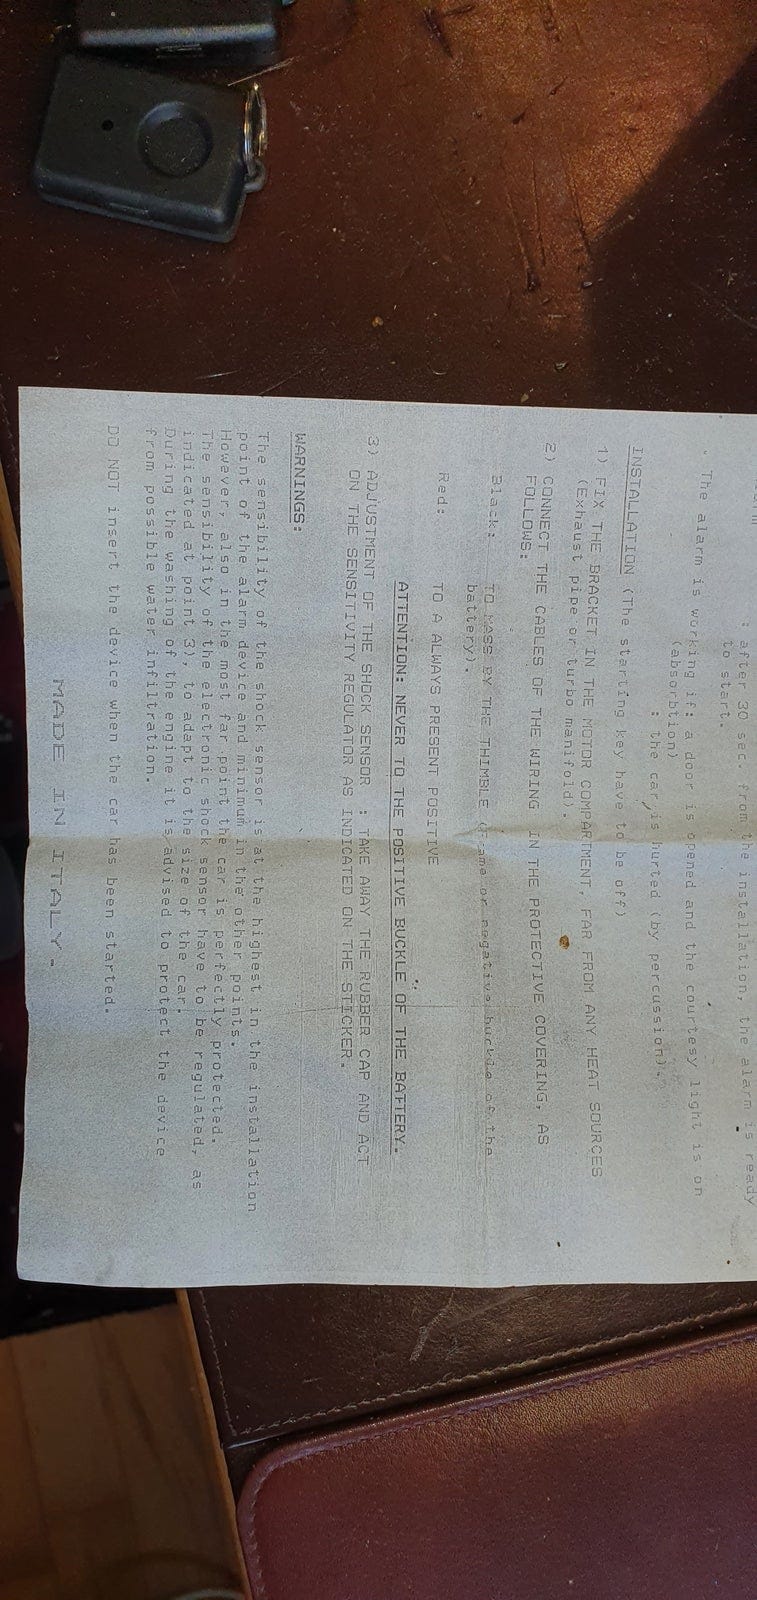 : after 30 sec. from the installation, the alarm is ready
to start.
" The alarm is working if: a door is opened and the courtesy light is on
(absorbtion)
: the car is hurted (by percussion).
INSTALLATION (The starting key have to be off)
1) FIX THE BRACKET IN THE MOTOR COMPARTMENT, FAR FROM ANY HEAT SOURCES
(Exhaust pipe or turbo manifold).
2) CONNECT THE CABLES OF THE WIRING IN THE PROTECTIVE COVERING, AS
FOLLOWS:
Black: TO MASS BY THE THIMBLE (frame or negative buckle of the
battery).
Red: TO A ALWAYS PRESENT POSITIVE
ATTENTION: NEVER TO THE POSITIVE BUCKLE OF THE BATTERY.
3) ADJUSTMENT OF THE SHOCK SENSOR : TAKE AWAY THE RUBBER CAP AND ACT
ON THE SENSITIVITY REGULATOR AS INDICATED ON THE STICKER.
WARNINGS:
The sensibility of the shock sensor is at the highest in the installation
point of the alarm device and minimum in the other points.
However, also in the most far point the car is perfectly protected.
The sensibility of the electronic shock sensor have to be regulated, as
indicated at point 3), to adapt to the size of the car.
During the washing of the engine it is advised to protect the device
from possible water infiltration.
DO NOT insert the device when the car has been started.
MADE IN ITALY.